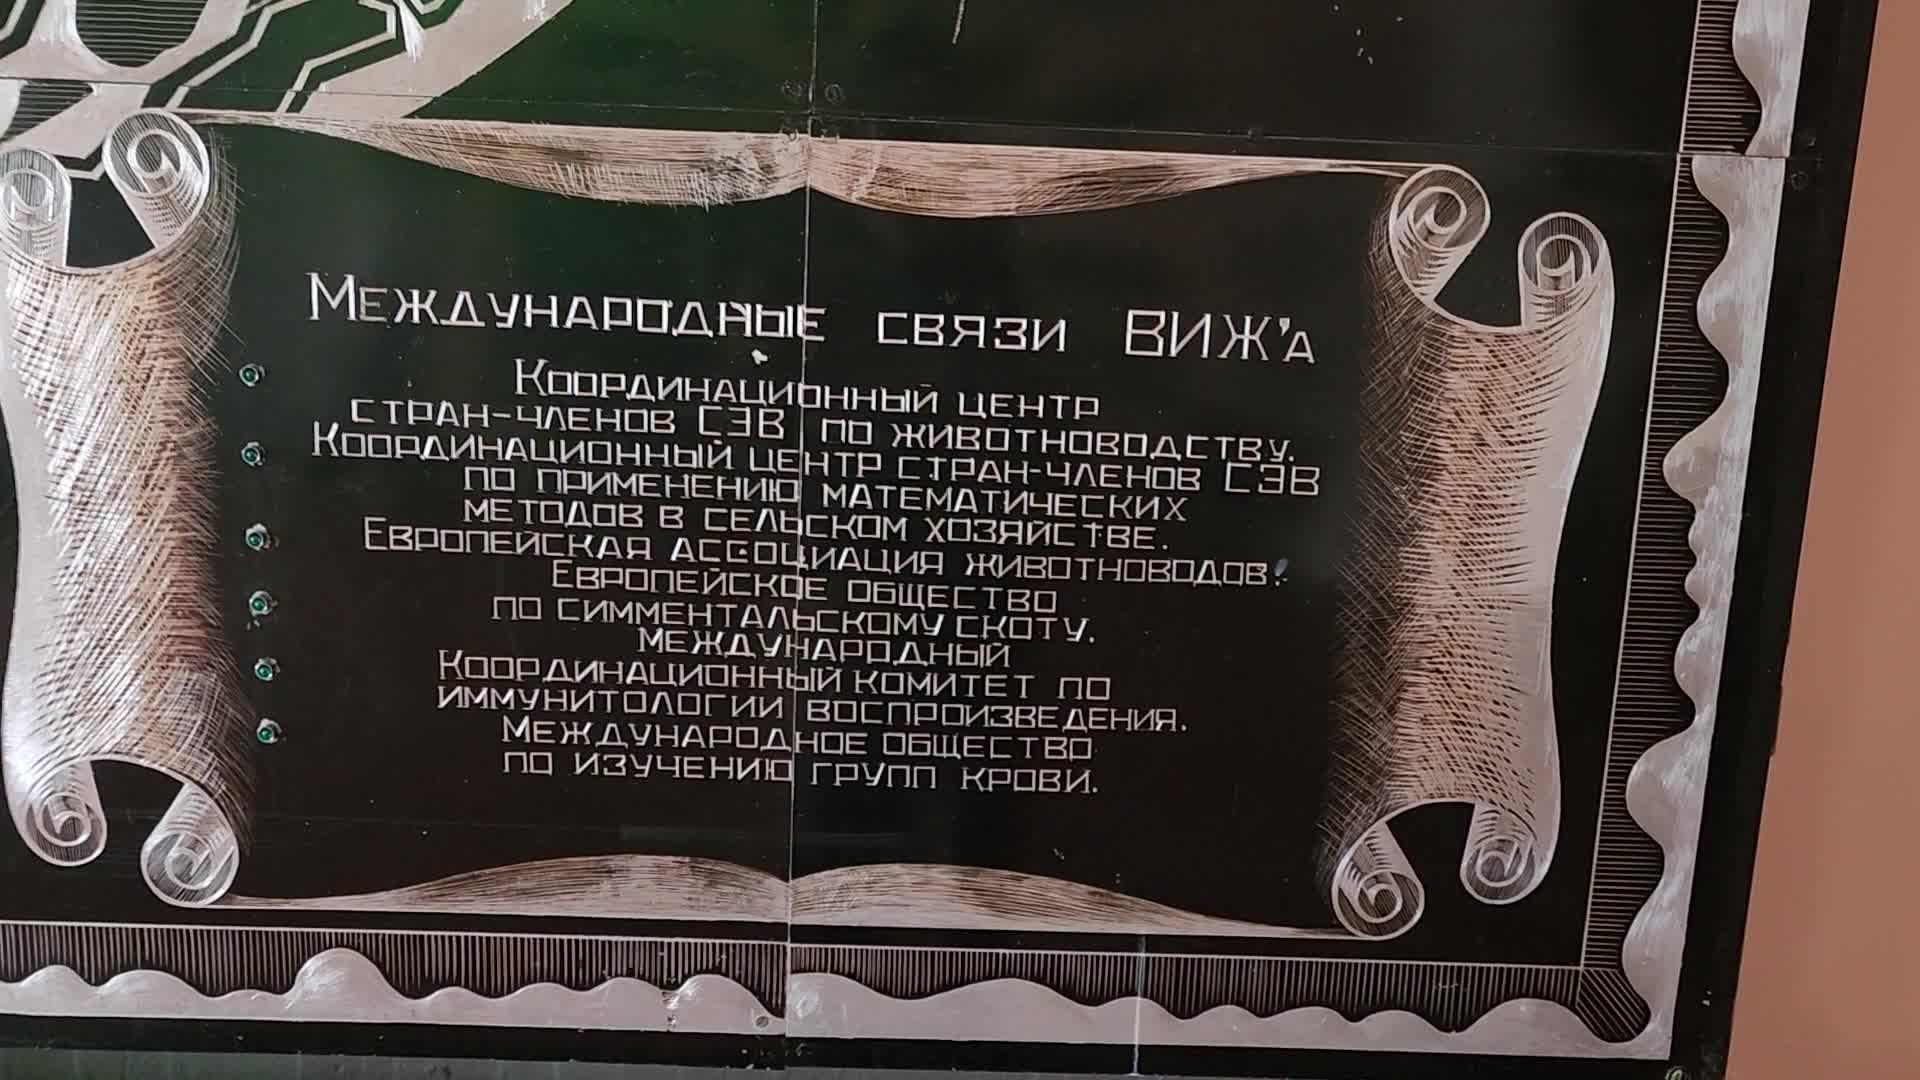 Международные связи ВИЖ'а
Координационный центр
стран-членов СЭВ по животноводству.
Координационный центр стран-членов СЭВ
по применению математических
методов в сельском хозяйстве.
Европейская ассоциация животноводов.
Европейское общество
по симментальскому скоту.
Международный
Координационный комитет по
иммунитологии воспроизведения.
Международное общество
по изучению групп крови.